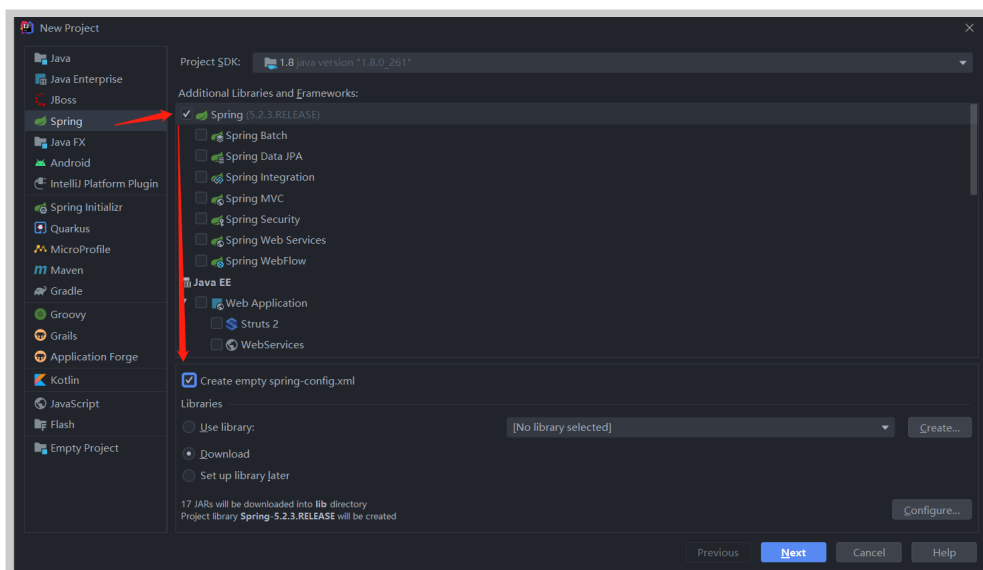 New Project
Java
Java Enterprise
JBoss
Spring
Java FX
Android
IntelliJ Platform Plugin
Spring Initializr
Quarkus
MicroProfile
Maven
Gradle
Groovy
Grails
Application Forge
Kotlin
JavaScript
Flash
Empty Project
Project SDK: 1.8 java version "1.8.0_261"
Additional Libraries and Frameworks:
Spring (5.2.3.RELEASE)
Spring Batch
Spring Data JPA
Spring Integration
Spring MVC
Spring Security
Spring Web Services
Spring WebFlow
Java EE
Web Application
Struts 2
WebServices
Create empty spring-config.xml
Libraries
Use library: [No library selected] Create...
Download
Set up library later
17 JARs will be downloaded into lib directory
Project library Spring-5.2.3.RELEASE will be created
Configure...
Previous Next Cancel Help